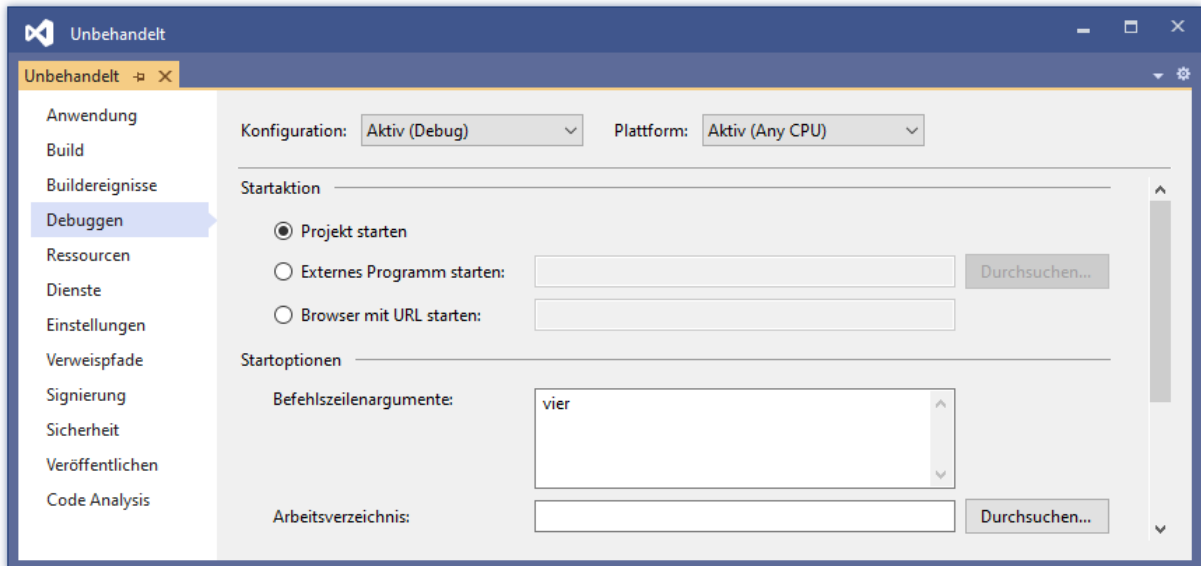 Unbehandelt
Unbehandelt
Anwendung
Build
Buildereignisse
Debuggen
Ressourcen
Dienste
Einstellungen
Verweispfade
Signierung
Sicherheit
Veröffentlichen
Code Analysis
Konfiguration: Aktiv (Debug) Plattform: Aktiv (Any CPU)
Startaktion
Projekt starten
Externes Programm starten: Durchsuchen...
Browser mit URL starten:
Startoptionen
Befehlszeilenargumente: vier
Arbeitsverzeichnis: Durchsuchen...